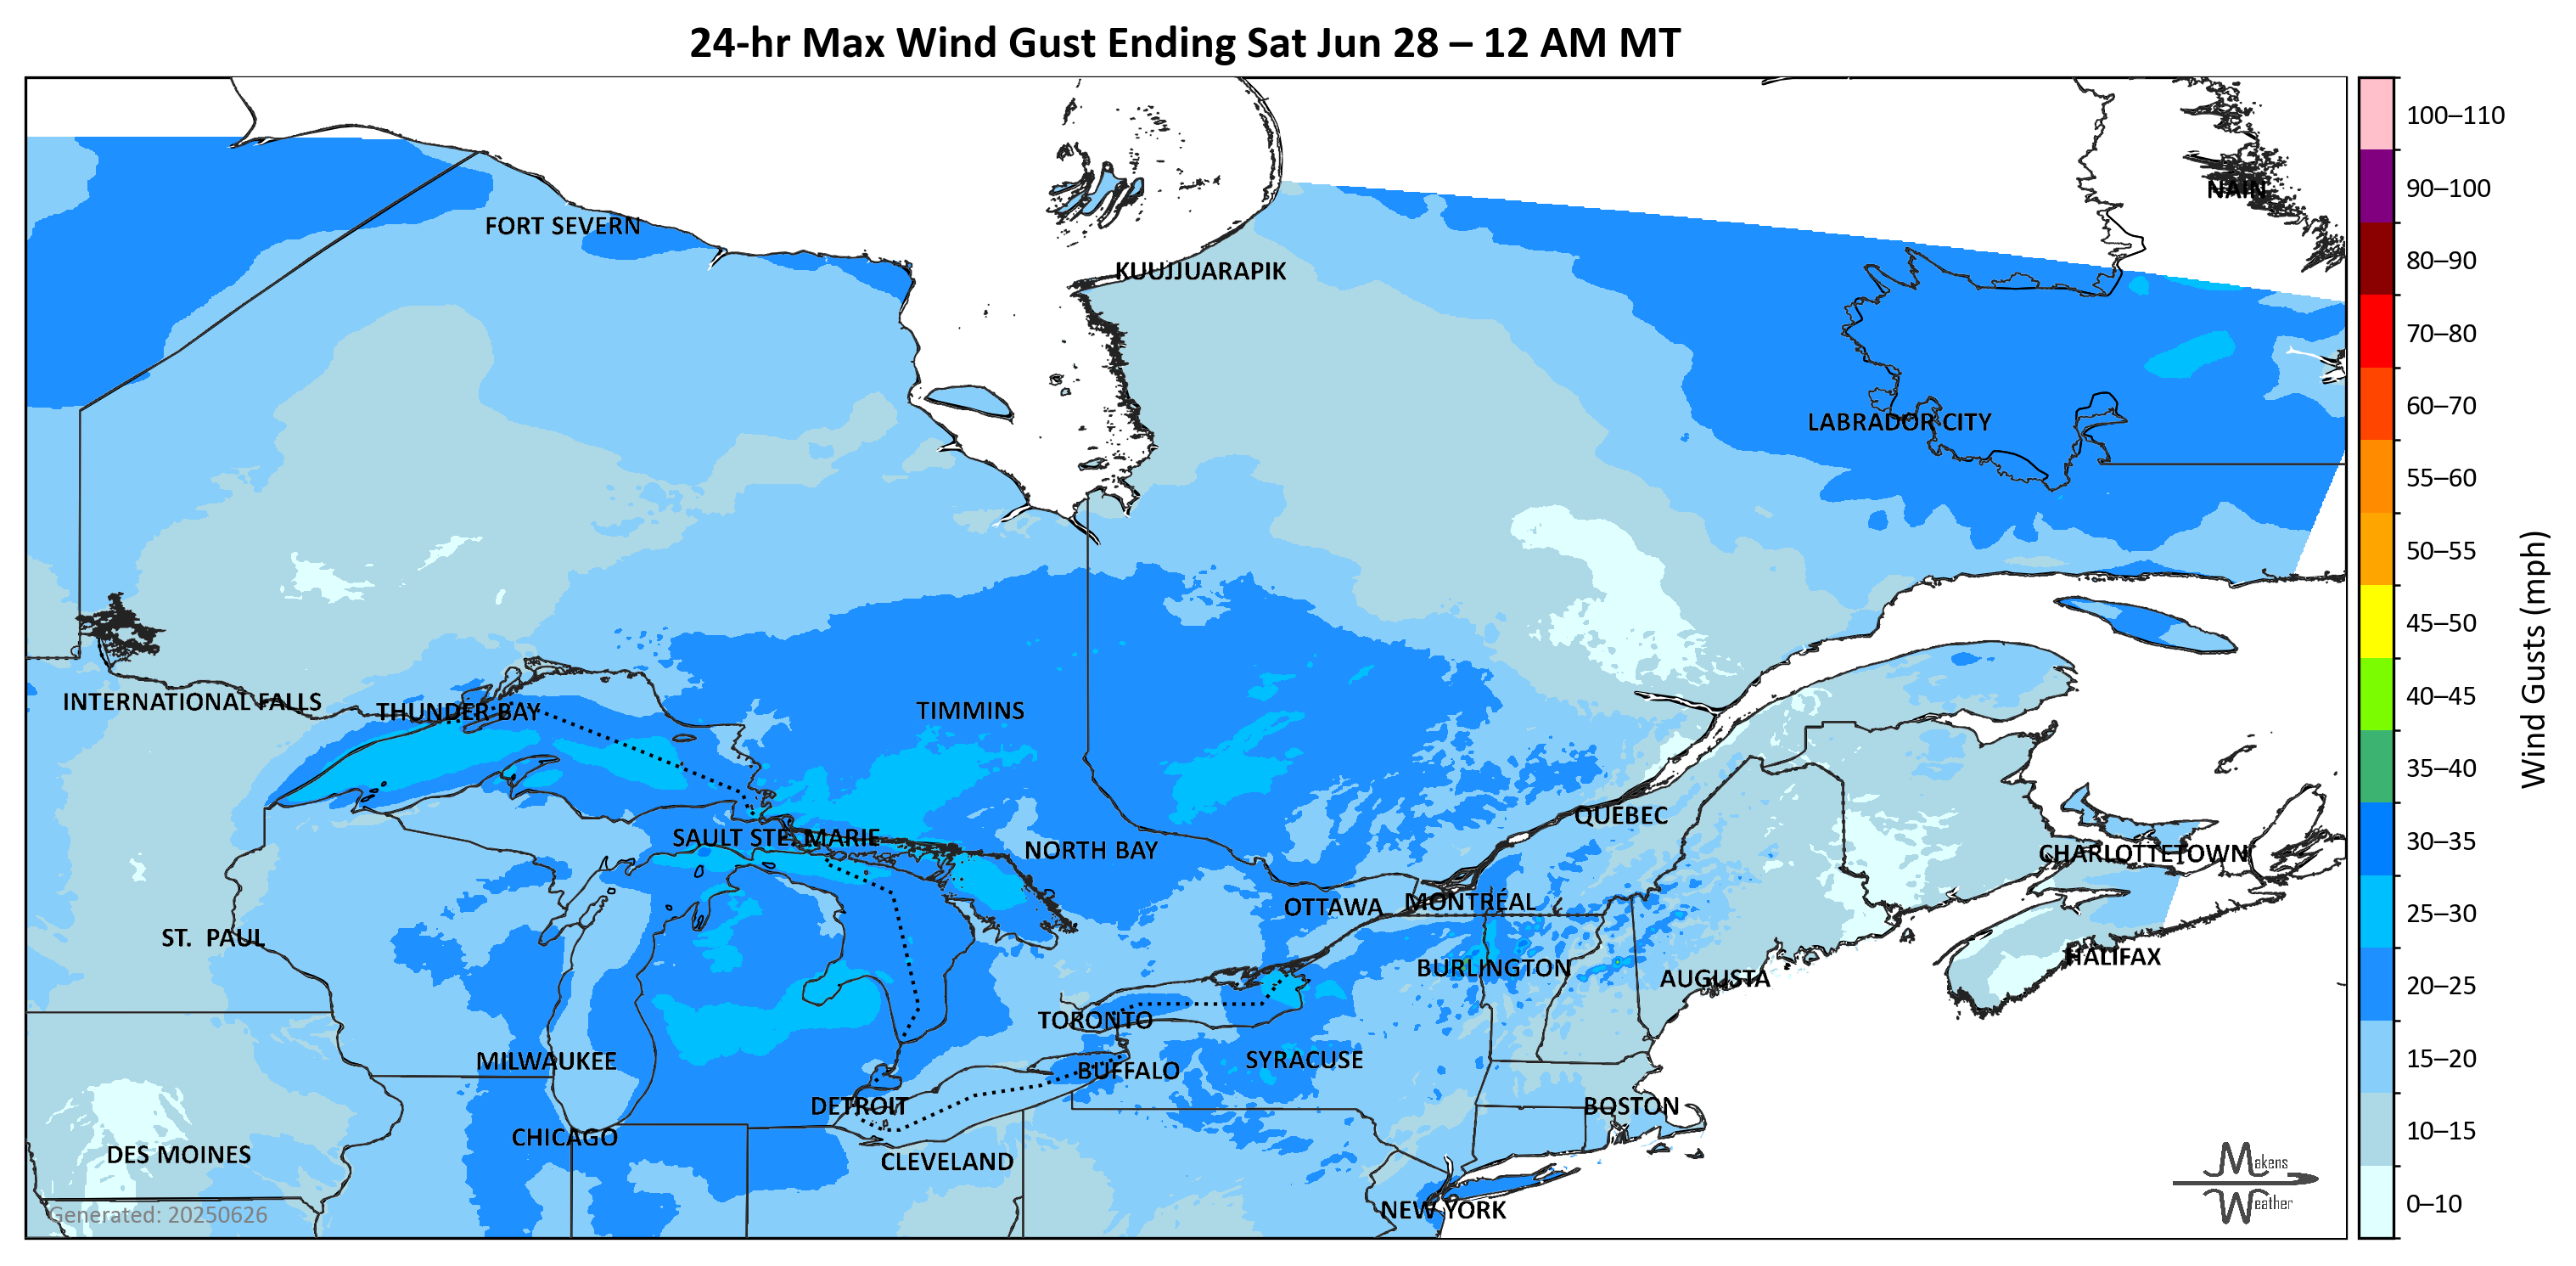 24-hr Max Wind Gust Ending Sat Jun 28 – 12 AM MT
100–110
90–100
NAIN
FORT SEVERN
80–90
KUUJJUARAPIK
70–80
60–70
LABRADOR CITY
55–60
50–55
45–50
40–45
INTERNATIONAL FALLS
THUNDER BAY
TIMMINS
35–40
Wind Gusts (mph)
QUEBEC
SAULT STE. MARIE
30–35
NORTH BAY
CHARLOTTETOWN
OTTAWA
MONTRÉAL
25–30
ST. PAUL
HALIFAX
BURLINGTON
AUGUSTA
20–25
TORONTO
MILWAUKEE
SYRACUSE
15–20
BUFFALO
DETROIT
BOSTON
CHICAGO
10–15
DES MOINES
CLEVELAND
Makens
Weather
NEW YORK
0–10
Generated: 20250626